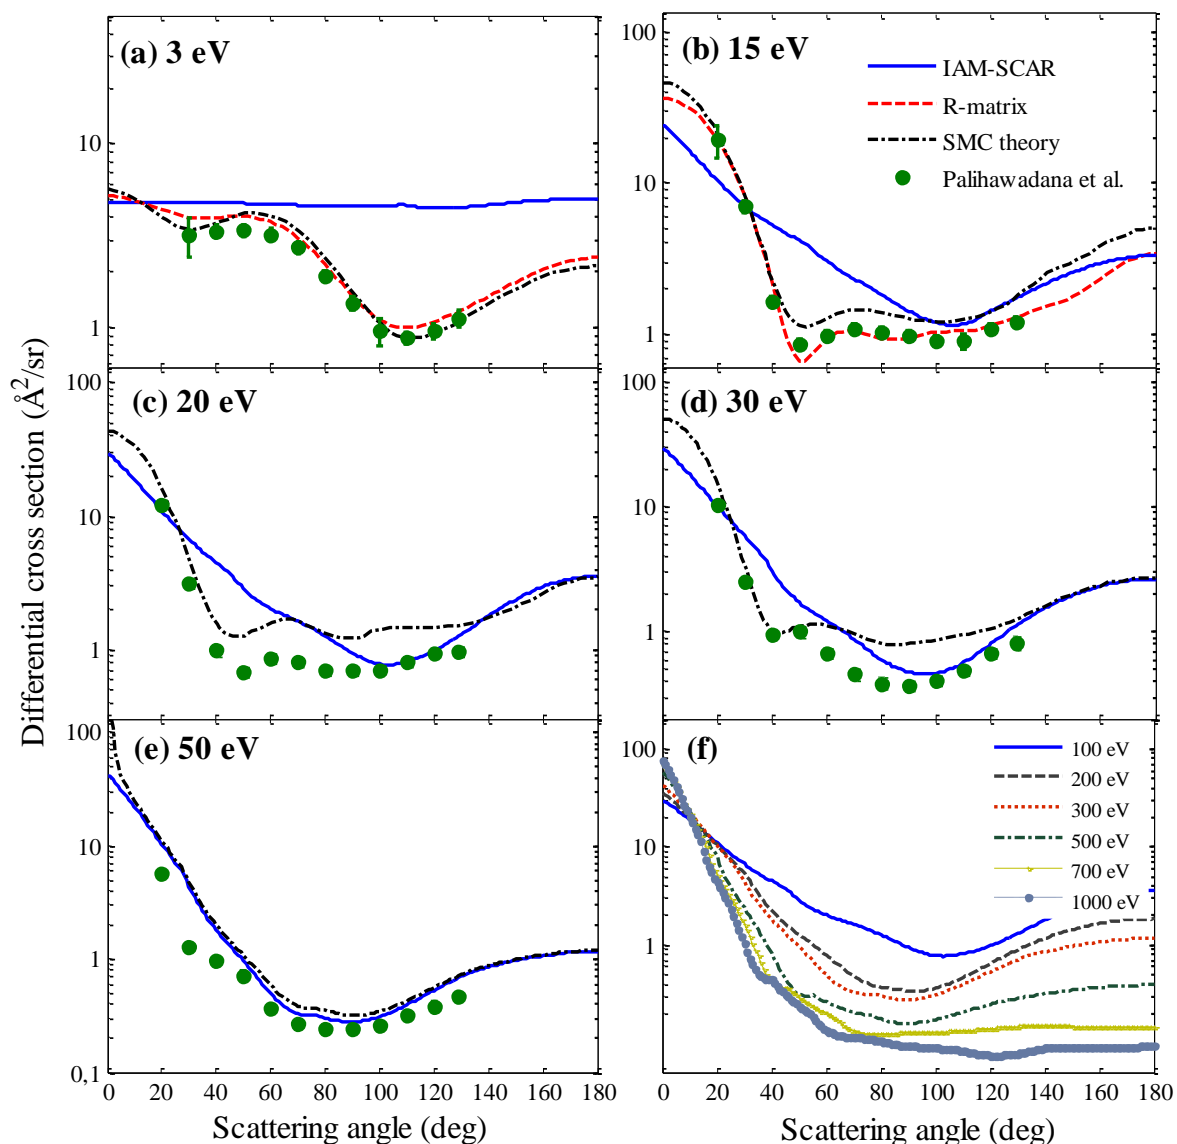 (a) 3 eV
10
1
(b) 15 eV
100
10
1
IAM-SCAR
R-matrix
SMC theory
Palihawadana et al.
(c) 20 eV
100
10
1
(d) 30 eV
100
10
1
Differential cross section (Å²/sr)
(e) 50 eV
100
10
1
0,1
0 20 40 60 80 100 120 140 160 180
Scattering angle (deg)
(f)
100
10
1
100 eV
200 eV
300 eV
500 eV
700 eV
1000 eV
0 20 40 60 80 100 120 140 160 180
Scattering angle (deg)